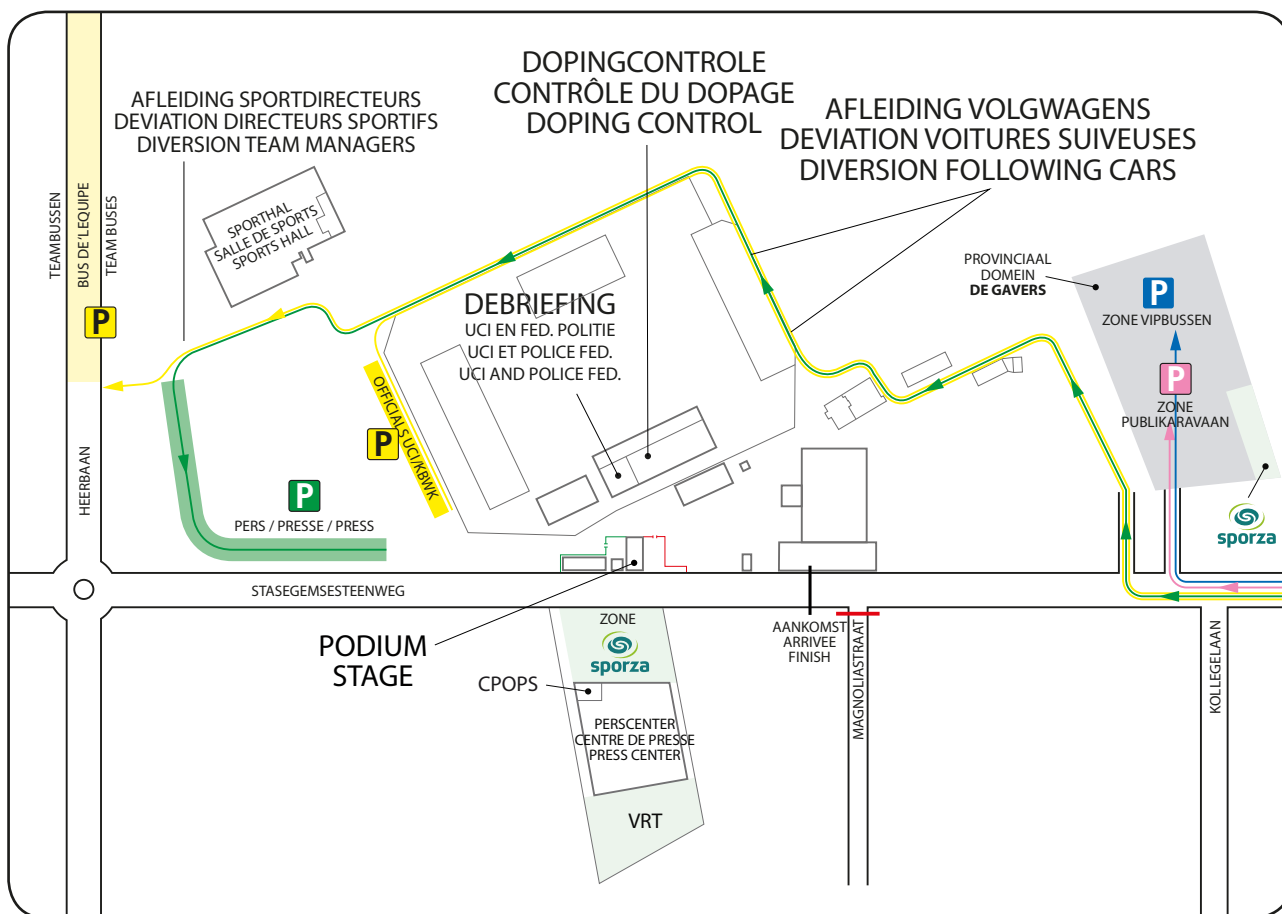 DOPINGCONTROLE
CONTRÔLE DU DOPAGE
DOPING CONTROL
AFLEIDING SPORTDIRECTEURS
DEVIATION DIRECTEURS SPORTIFS
DIVERSION TEAM MANAGERS
AFLEIDING VOLGWAGENS
DEVIATION VOITURES SUIVEUSES
DIVERSION FOLLOWING CARS
TEAMBUSSEN
BUS DE'LEQUIPE
TEAM BUSES
SPORTHAL
SALLE DE SPORTS
SPORTS HALL
PROVINCIAAL
DOMEIN
DE GAVERS
P
ZONE VIPBUSSEN
P
ZONE
PUBLIKARAVAAN
sporza
DEBRIEFING
UCI EN FED. POLITIE
UCI ET POLICE FED.
UCI AND POLICE FED.
P
OFFICIALS UCI/KBWK
P
P
PERS / PRESSE / PRESS
HEERBAAN
STASEGEMSESTEENWEG
PODIUM
STAGE
ZONE
sporza
CPOPS
PERSCENTER
CENTRE DE PRESSE
PRESS CENTER
VRT
AANKOMST
ARRIVEE
FINISH
MAGNOLIASTRAAT
KOLLEGELAAN